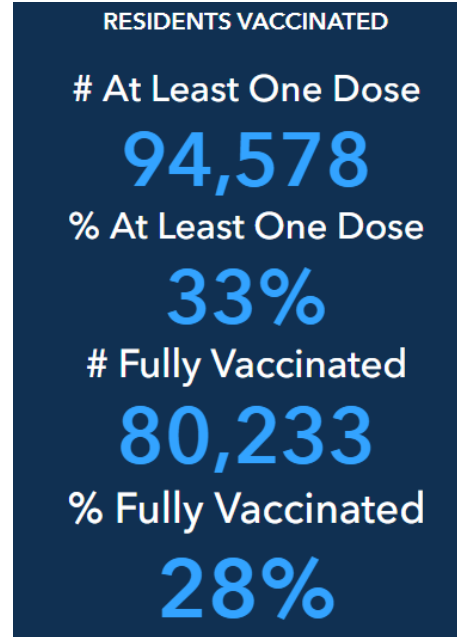 RESIDENTS VACCINATED
# At Least One Dose
94,578
% At Least One Dose
33%
# Fully Vaccinated
80,233
% Fully Vaccinated
28%